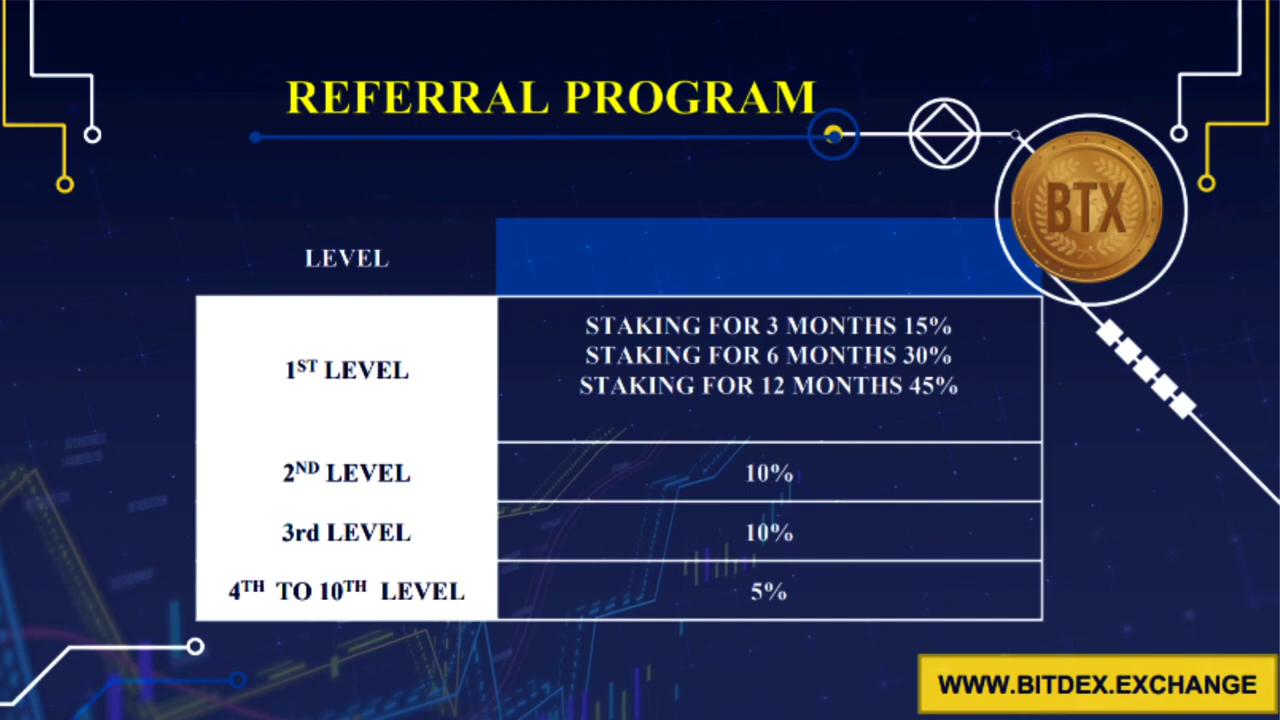 REFERRAL PROGRAM
BTX
LEVEL
1ST LEVEL
STAKING FOR 3 MONTHS 15%
STAKING FOR 6 MONTHS 30%
STAKING FOR 12 MONTHS 45%
2ND LEVEL
10%
3rd LEVEL
10%
4TH TO 10TH LEVEL
5%
WWW.BITDEX.EXCHANGE